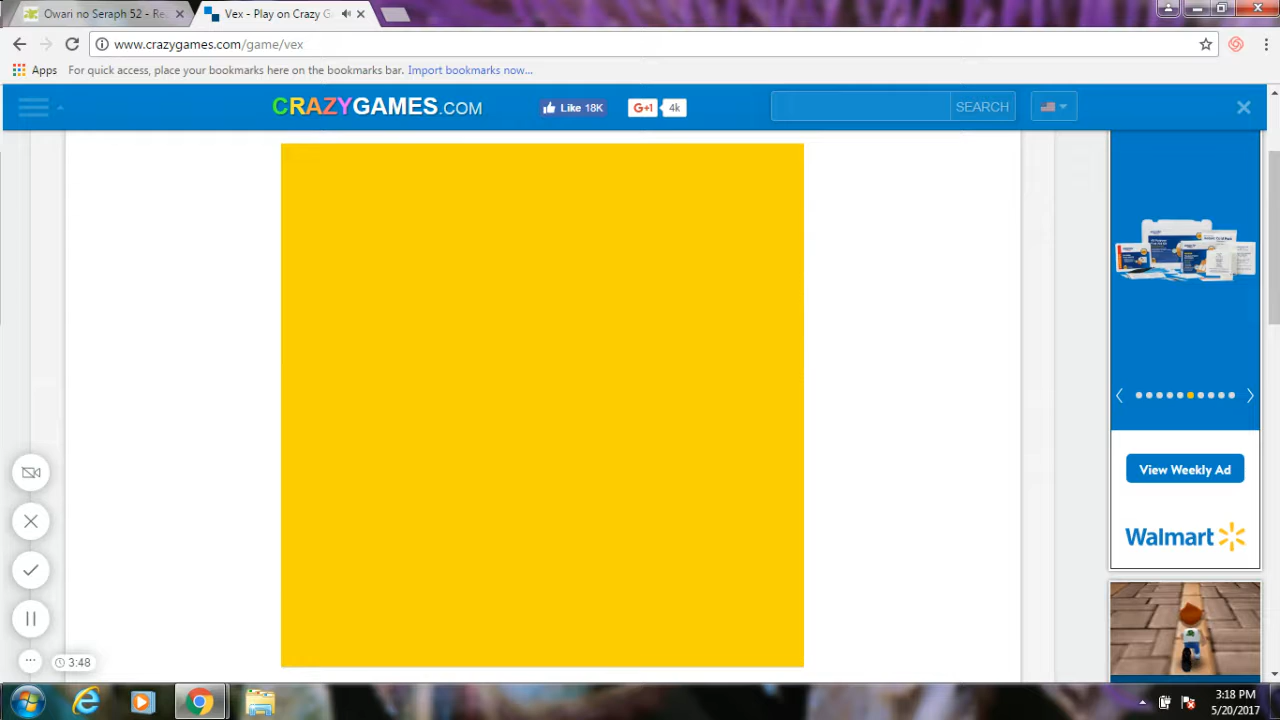 Owari no Seraph 52 - Re
Vex - Play on Crazy G
www.crazygames.com/game/vex
Apps For quick access, place your bookmarks here on the bookmarks bar. Import bookmarks now...
CRAZYGAMES.COM
Like 18K
G+1 4k
SEARCH
View Weekly Ad
Walmart
3:48
3:18 PM
5/20/2017